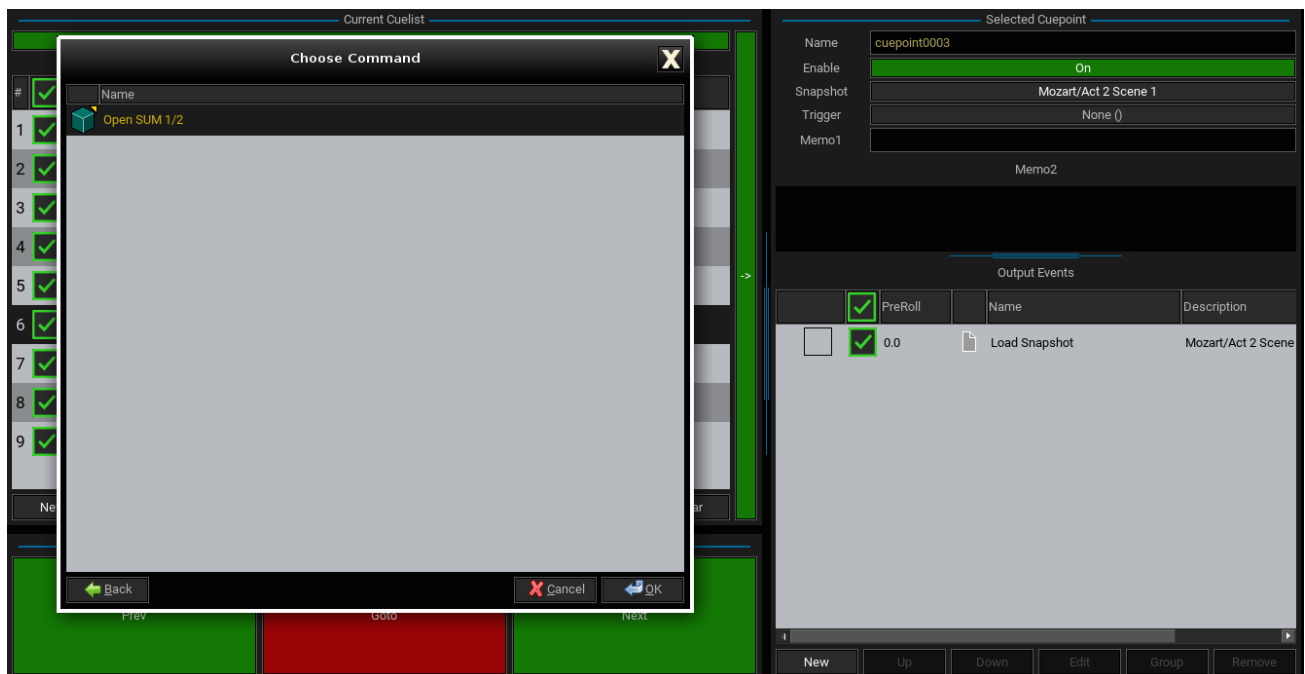 Current Cuelist
Choose Command
X
#
Name
Open SUM 1/2
1
2
3
4
5
6
7
8
9
->
Back
Cancel
OK
Prev
Goto
Next
Selected Cuepoint
Name cuepoint0003
Enable On
Snapshot Mozart/Act 2 Scene 1
Trigger None ()
Memo1
Memo2
Output Events
PreRoll Name Description
0.0 Load Snapshot Mozart/Act 2 Scene
New Up Down Edit Group Remove